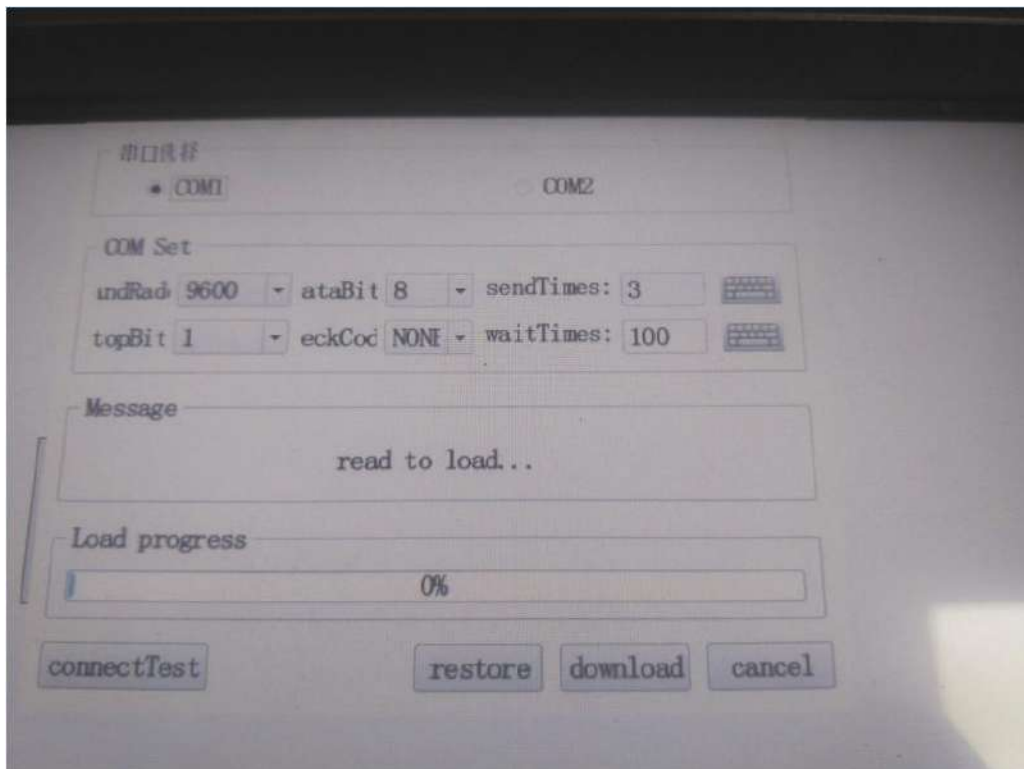 串口选择
COM1 COM2
COM Set
undRad 9600 ataBit 8 sendTimes: 3
topBit 1 eckCod NONE waitTimes: 100
Message
read to load...
Load progress
0%
connectTest restore download cancel